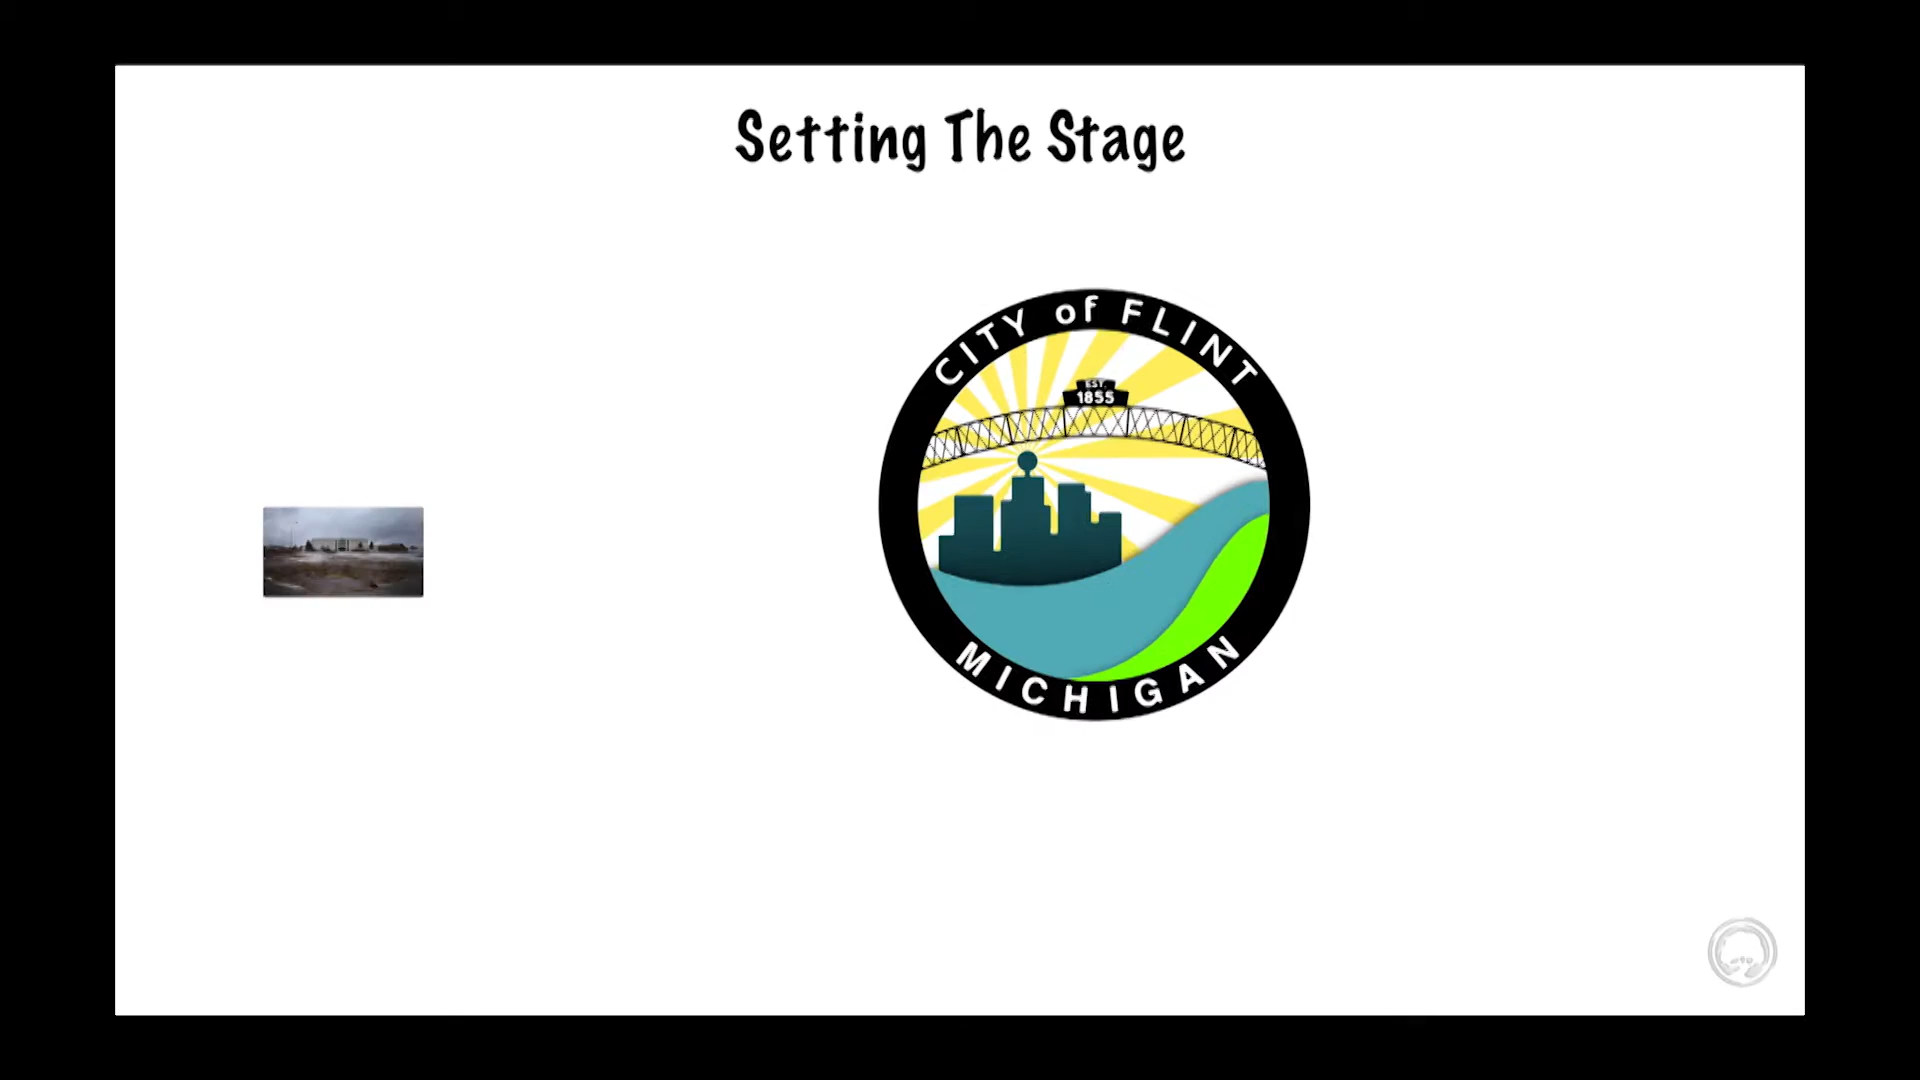 Setting The Stage
CITY of FLINT
EST.
1855
MICHIGAN